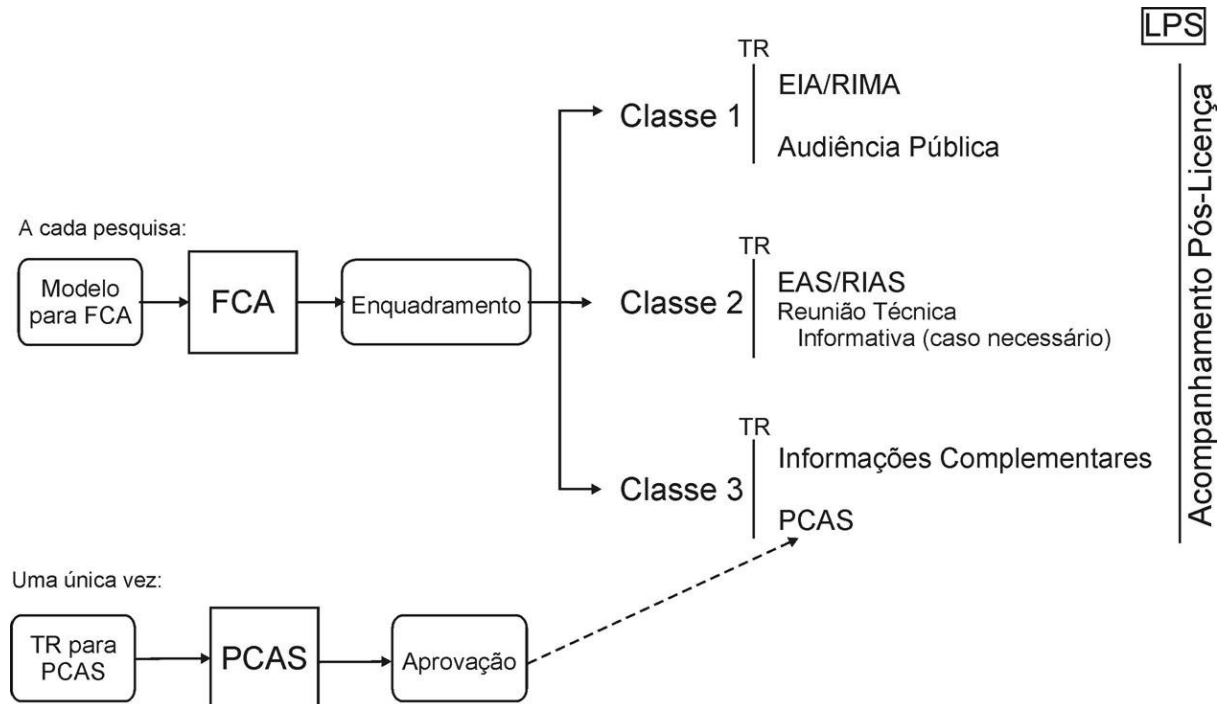 LPS
TR
EIA/RIMA
Classe 1
Audiência Pública
A cada pesquisa:
Modelo
para FCA
FCA
Enquadramento
TR
Classe 2
EAS/RIAS
Reunião Técnica
Informativa (caso necessário)
TR
Classe 3
Informações Complementares
PCAS
Acompanhamento Pós-Licença
Uma única vez:
TR para
PCAS
PCAS
Aprovação